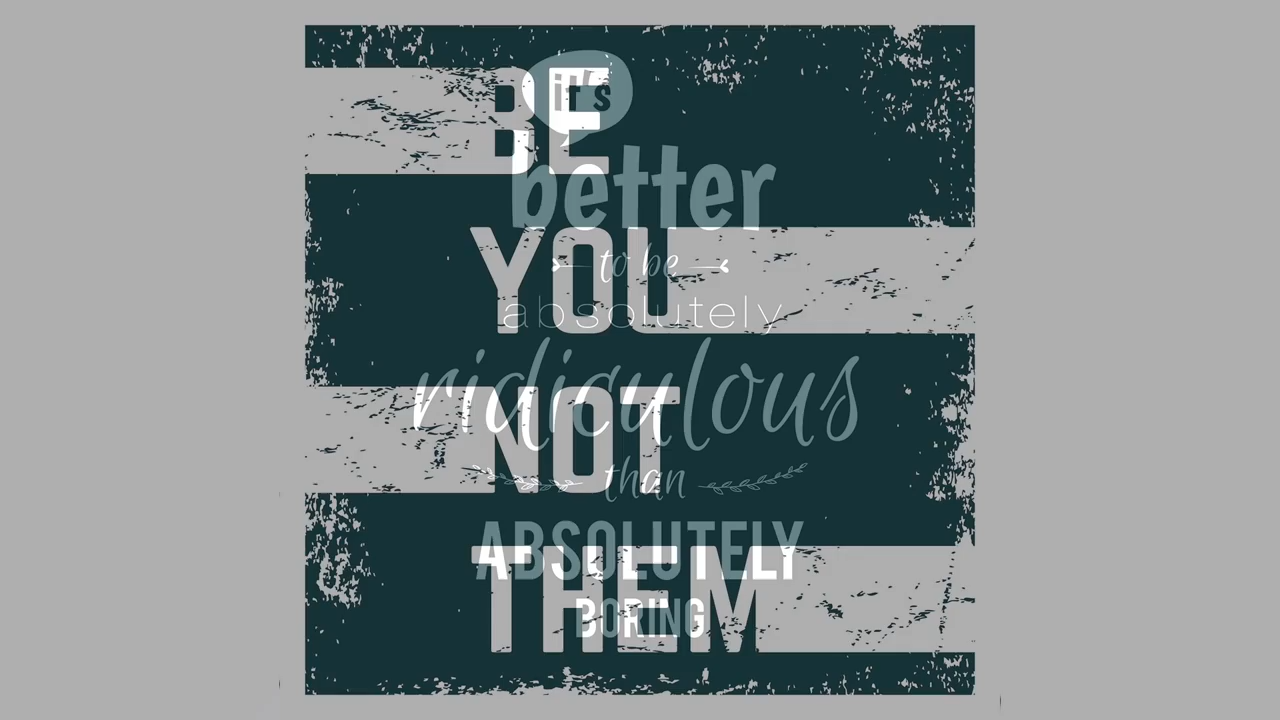 BE
it's
better
YOU
to be
absolutely
ridiculous
NOT
than
ABSOLUTELY
THEM
BORING